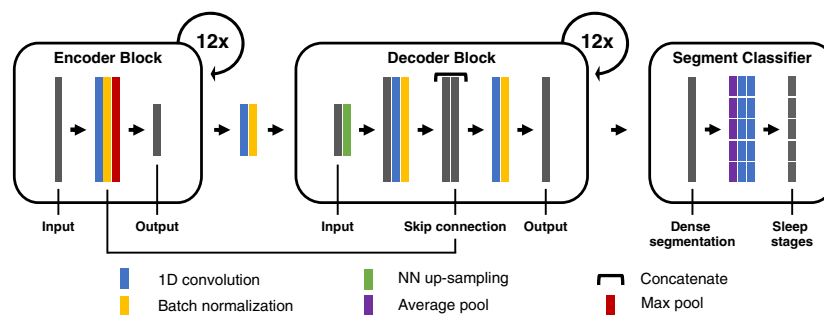 12x
12x
Encoder Block
Decoder Block
Segment Classifier
Input
Output
Input
Skip connection
Output
Dense
segmentation
Sleep
stages
1D convolution
NN up-sampling
Concatenate
Batch normalization
Average pool
Max pool